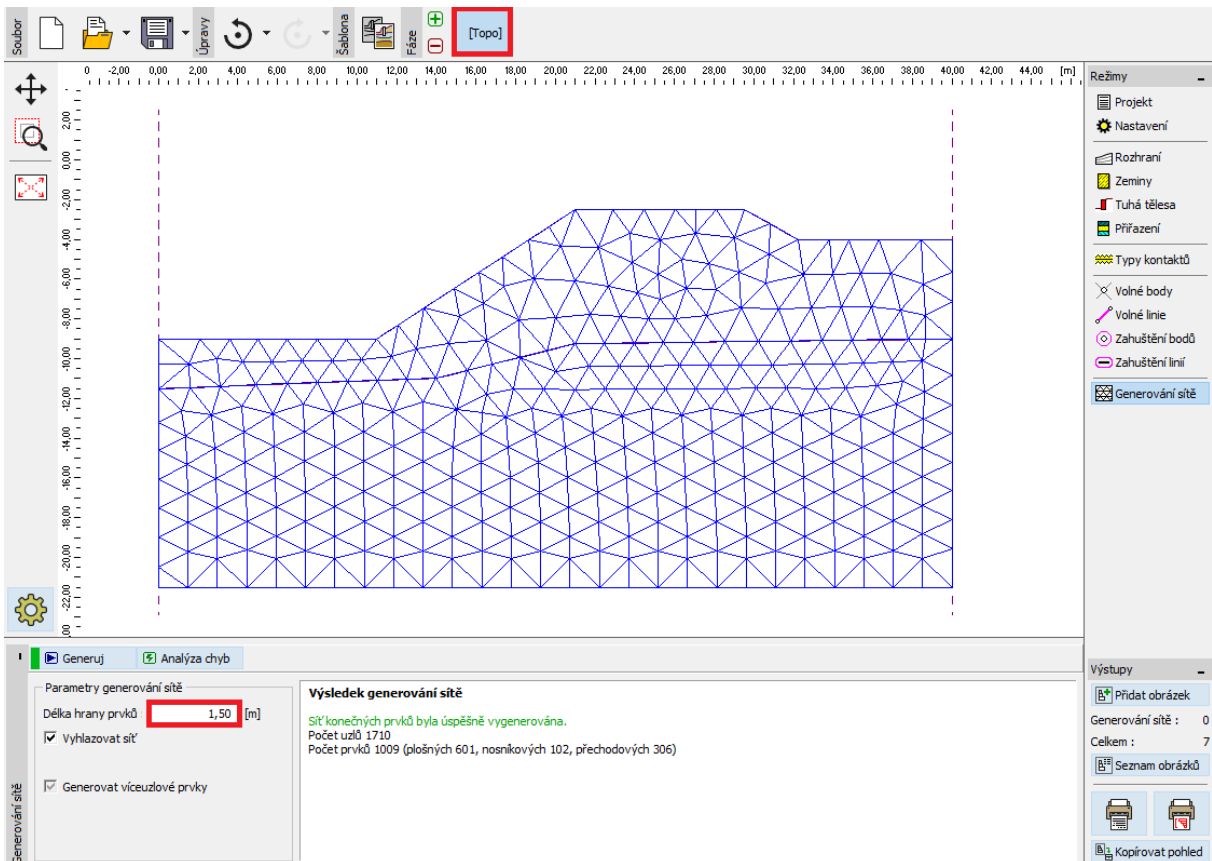 Soubor
Úpravy
Šablona
Fáze
[Topo]
0 -2,00 0,00 2,00 4,00 6,00 8,00 10,00 12,00 14,00 16,00 18,00 20,00 22,00 24,00 26,00 28,00 30,00 32,00 34,00 36,00 38,00 40,00 42,00 44,00 [m]
2,00
0,00
-2,00
-4,00
-6,00
-8,00
-10,00
-12,00
-14,00
-16,00
-18,00
-20,00
-22,00
,00
Režimy
Projekt
Nastavení
Rozhraní
Zeminy
Tuhá tělesa
Přiřazení
Typy kontaktů
Volné body
Volné linie
Zahuštění bodů
Zahuštění linií
Generování sítě
Generuj
Analýza chyb
Parametry generování sítě
Délka hrany prvků 1,50 [m]
Vyhlazovat síť
Generovat víceuzlové prvky
Generování sítě
Výsledek generování sítě
Síť konečných prvků byla úspěšně vygenerována.
Počet uzlů 1710
Počet prvků 1009 (plošných 601, nosníkových 102, přechodových 306)
Výstupy
Přidat obrázek
Generování sítě : 0
Celkem : 7
Seznam obrázků
Kopírovat pohled